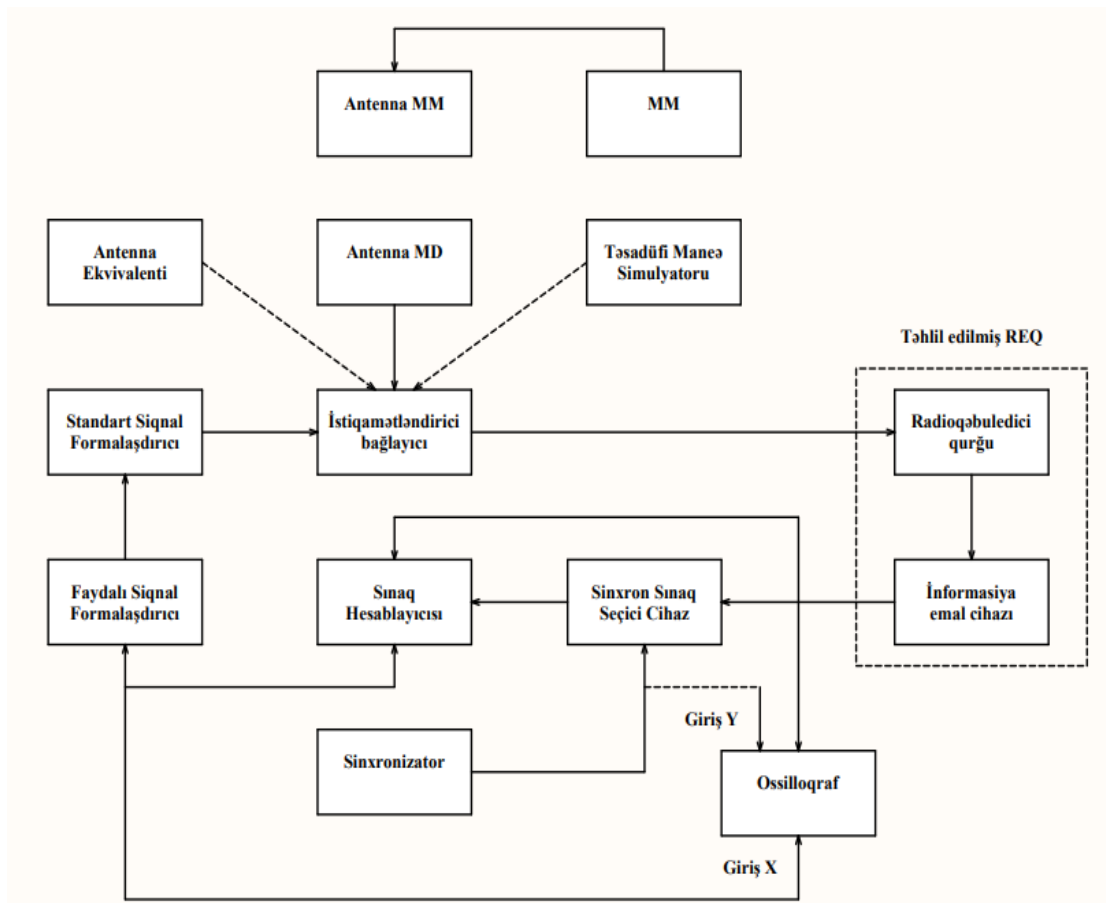 Antenna MM
MM
Antenna
Ekvivalenti
Antenna MD
Təsadüfi Maneə
Simulyatoru
Təhlil edilmiş REQ
Standart Siqnal
Formalaşdırıcı
İstiqamətləndirici
bağlayıcı
Radioqəbuledici
qurğu
Faydalı Siqnal
Formalaşdırıcı
Sınaq
Hesablayıcısı
Sinxron Sınaq
Seçici Cihaz
İnformasiya
emal cihazı
Giriş Y
Sinxronizator
Ossilloqraf
Giriş X